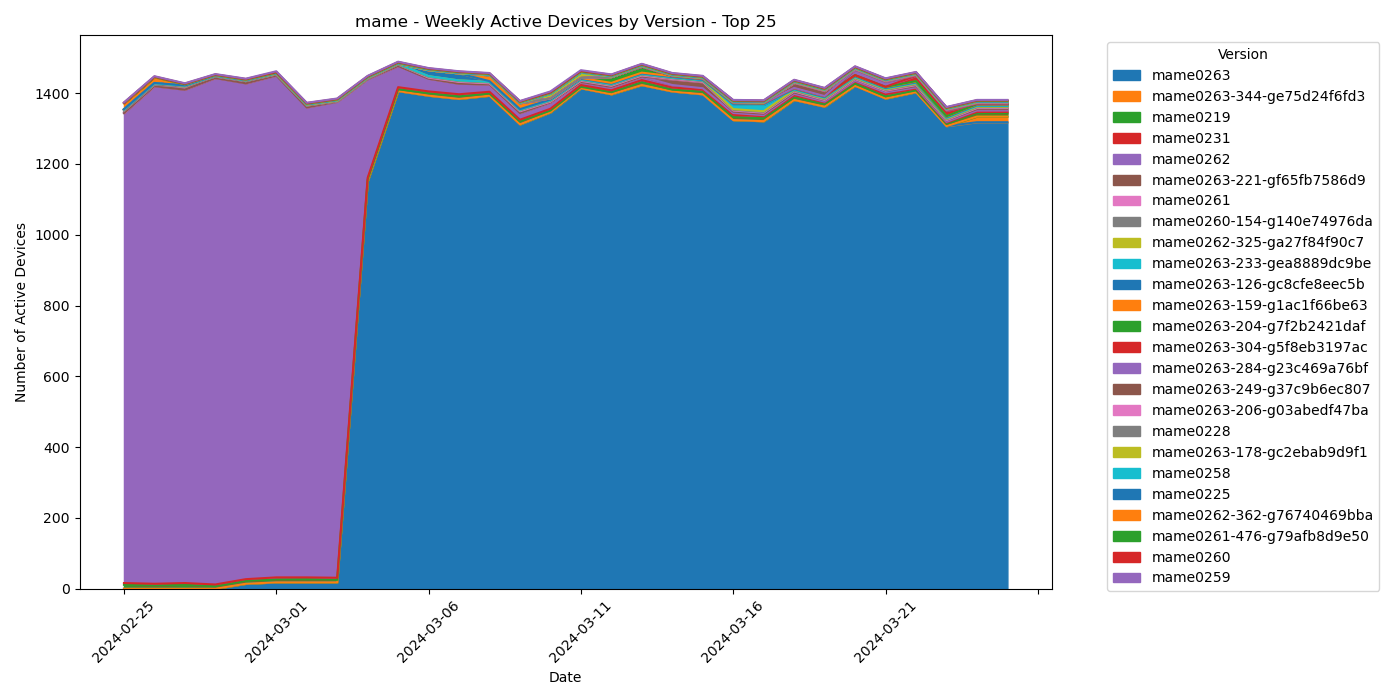 mame - Weekly Active Devices by Version - Top 25
Number of Active Devices
1400
1200
1000
800
600
400
200
0
2024-02-25
2024-03-01
2024-03-06
2024-03-11
2024-03-16
2024-03-21
Date
Version
mame0263
mame0263-344-ge75d24f6fd3
mame0219
mame0231
mame0262
mame0263-221-gf65fb7586d9
mame0261
mame0260-154-g140e74976da
mame0262-325-ga27f84f90c7
mame0263-233-gea8889dc9be
mame0263-126-gc8cfe8eec5b
mame0263-159-g1ac1f66be63
mame0263-204-g7f2b2421daf
mame0263-304-g5f8eb3197ac
mame0263-284-g23c469a76bf
mame0263-249-g37c9b6ec807
mame0263-206-g03abedf47ba
mame0228
mame0263-178-gc2ebab9d9f1
mame0258
mame0225
mame0262-362-g76740469bba
mame0261-476-g79afb8d9e50
mame0260
mame0259